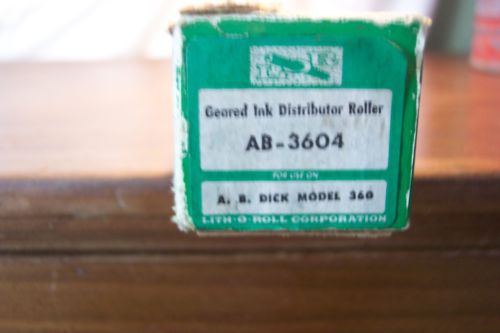 Geared Ink Distributor Roller
AB-3604
FOR USE ON
A. B. DICK MODEL 360
LITH-O-ROLL CORPORATION